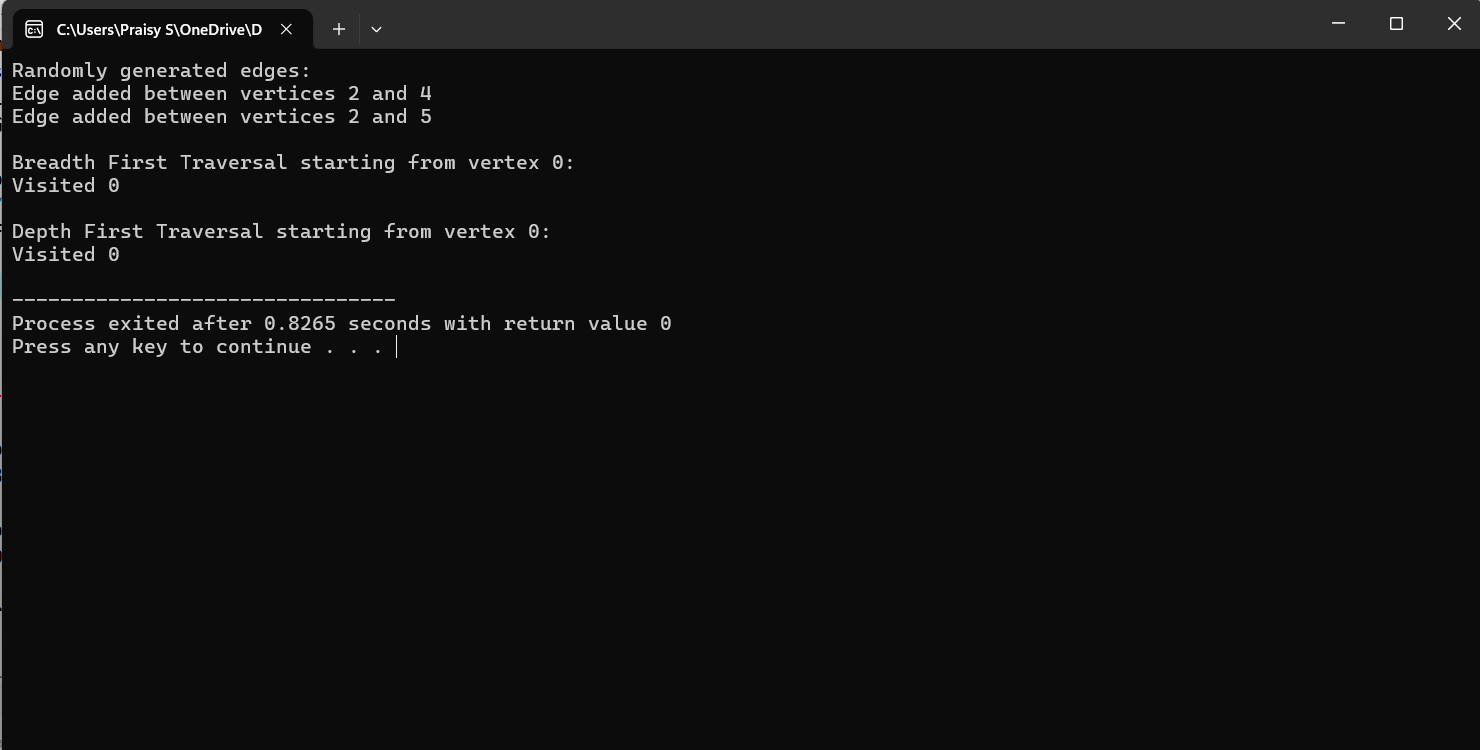 C:\Users\Praisy S\OneDrive\D
Randomly generated edges:
Edge added between vertices 2 and 4
Edge added between vertices 2 and 5
Breadth First Traversal starting from vertex 0:
Visited 0
Depth First Traversal starting from vertex 0:
Visited 0
--------------------------------
Process exited after 0.8265 seconds with return value 0
Press any key to continue . . .